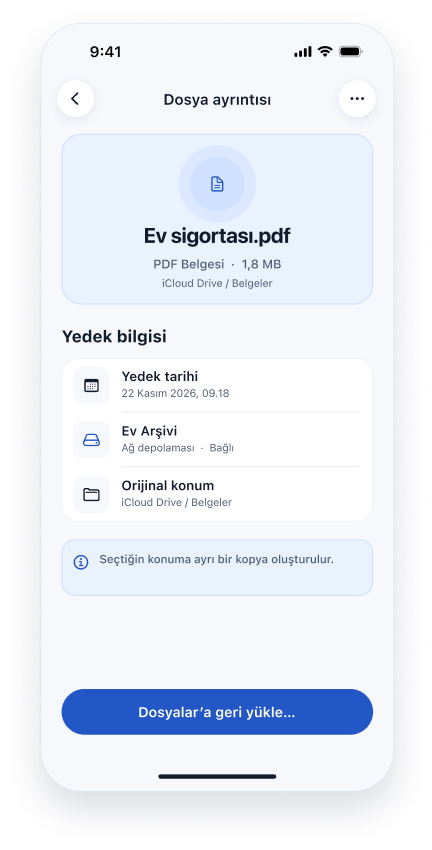 9:41
Dosya ayrıntısı
Ev sigortası.pdf
PDF Belgesi · 1,8 MB
iCloud Drive / Belgeler
Yedek bilgisi
Yedek tarihi
22 Kasım 2026, 09.18
Ev Arşivi
Ağ depolaması · Bağlı
Orijinal konum
iCloud Drive / Belgeler
Seçtiğin konuma ayrı bir kopya oluşturulur.
Dosyalar’a geri yükle...